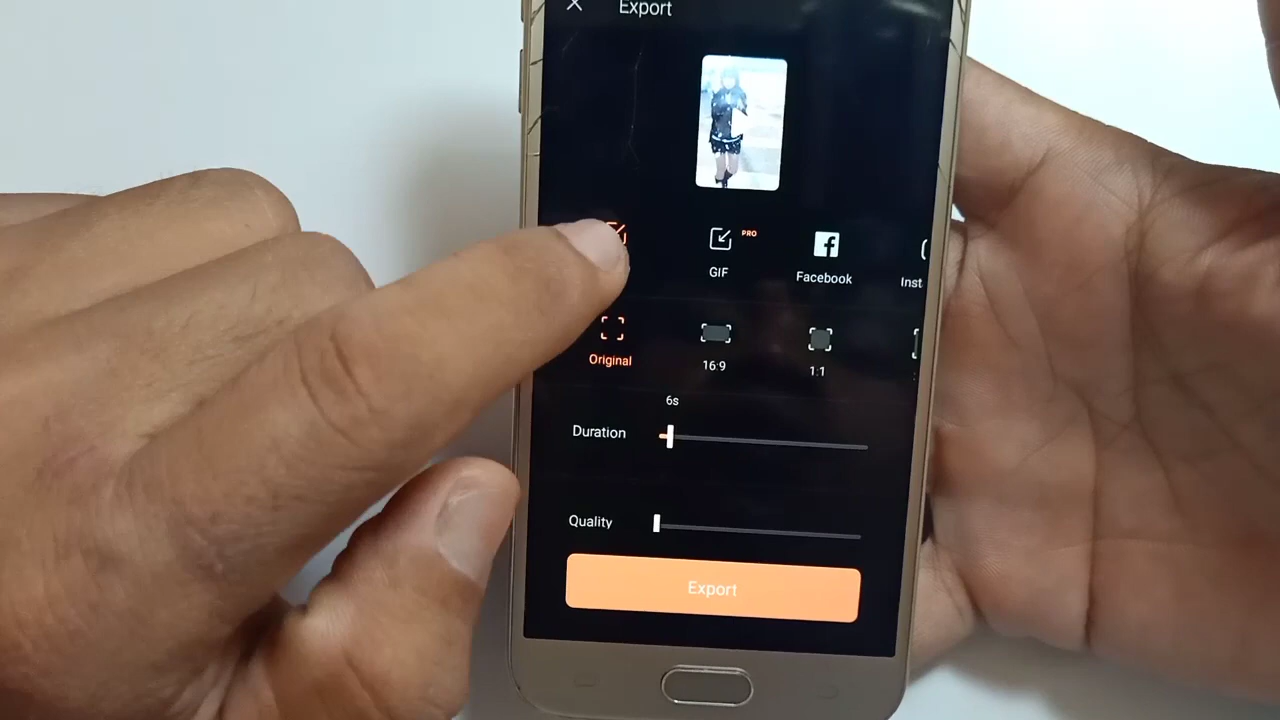 Export
PRO
GIF
Facebook
Inst
Original
16:9
1:1
6s
Duration
Quality
Export